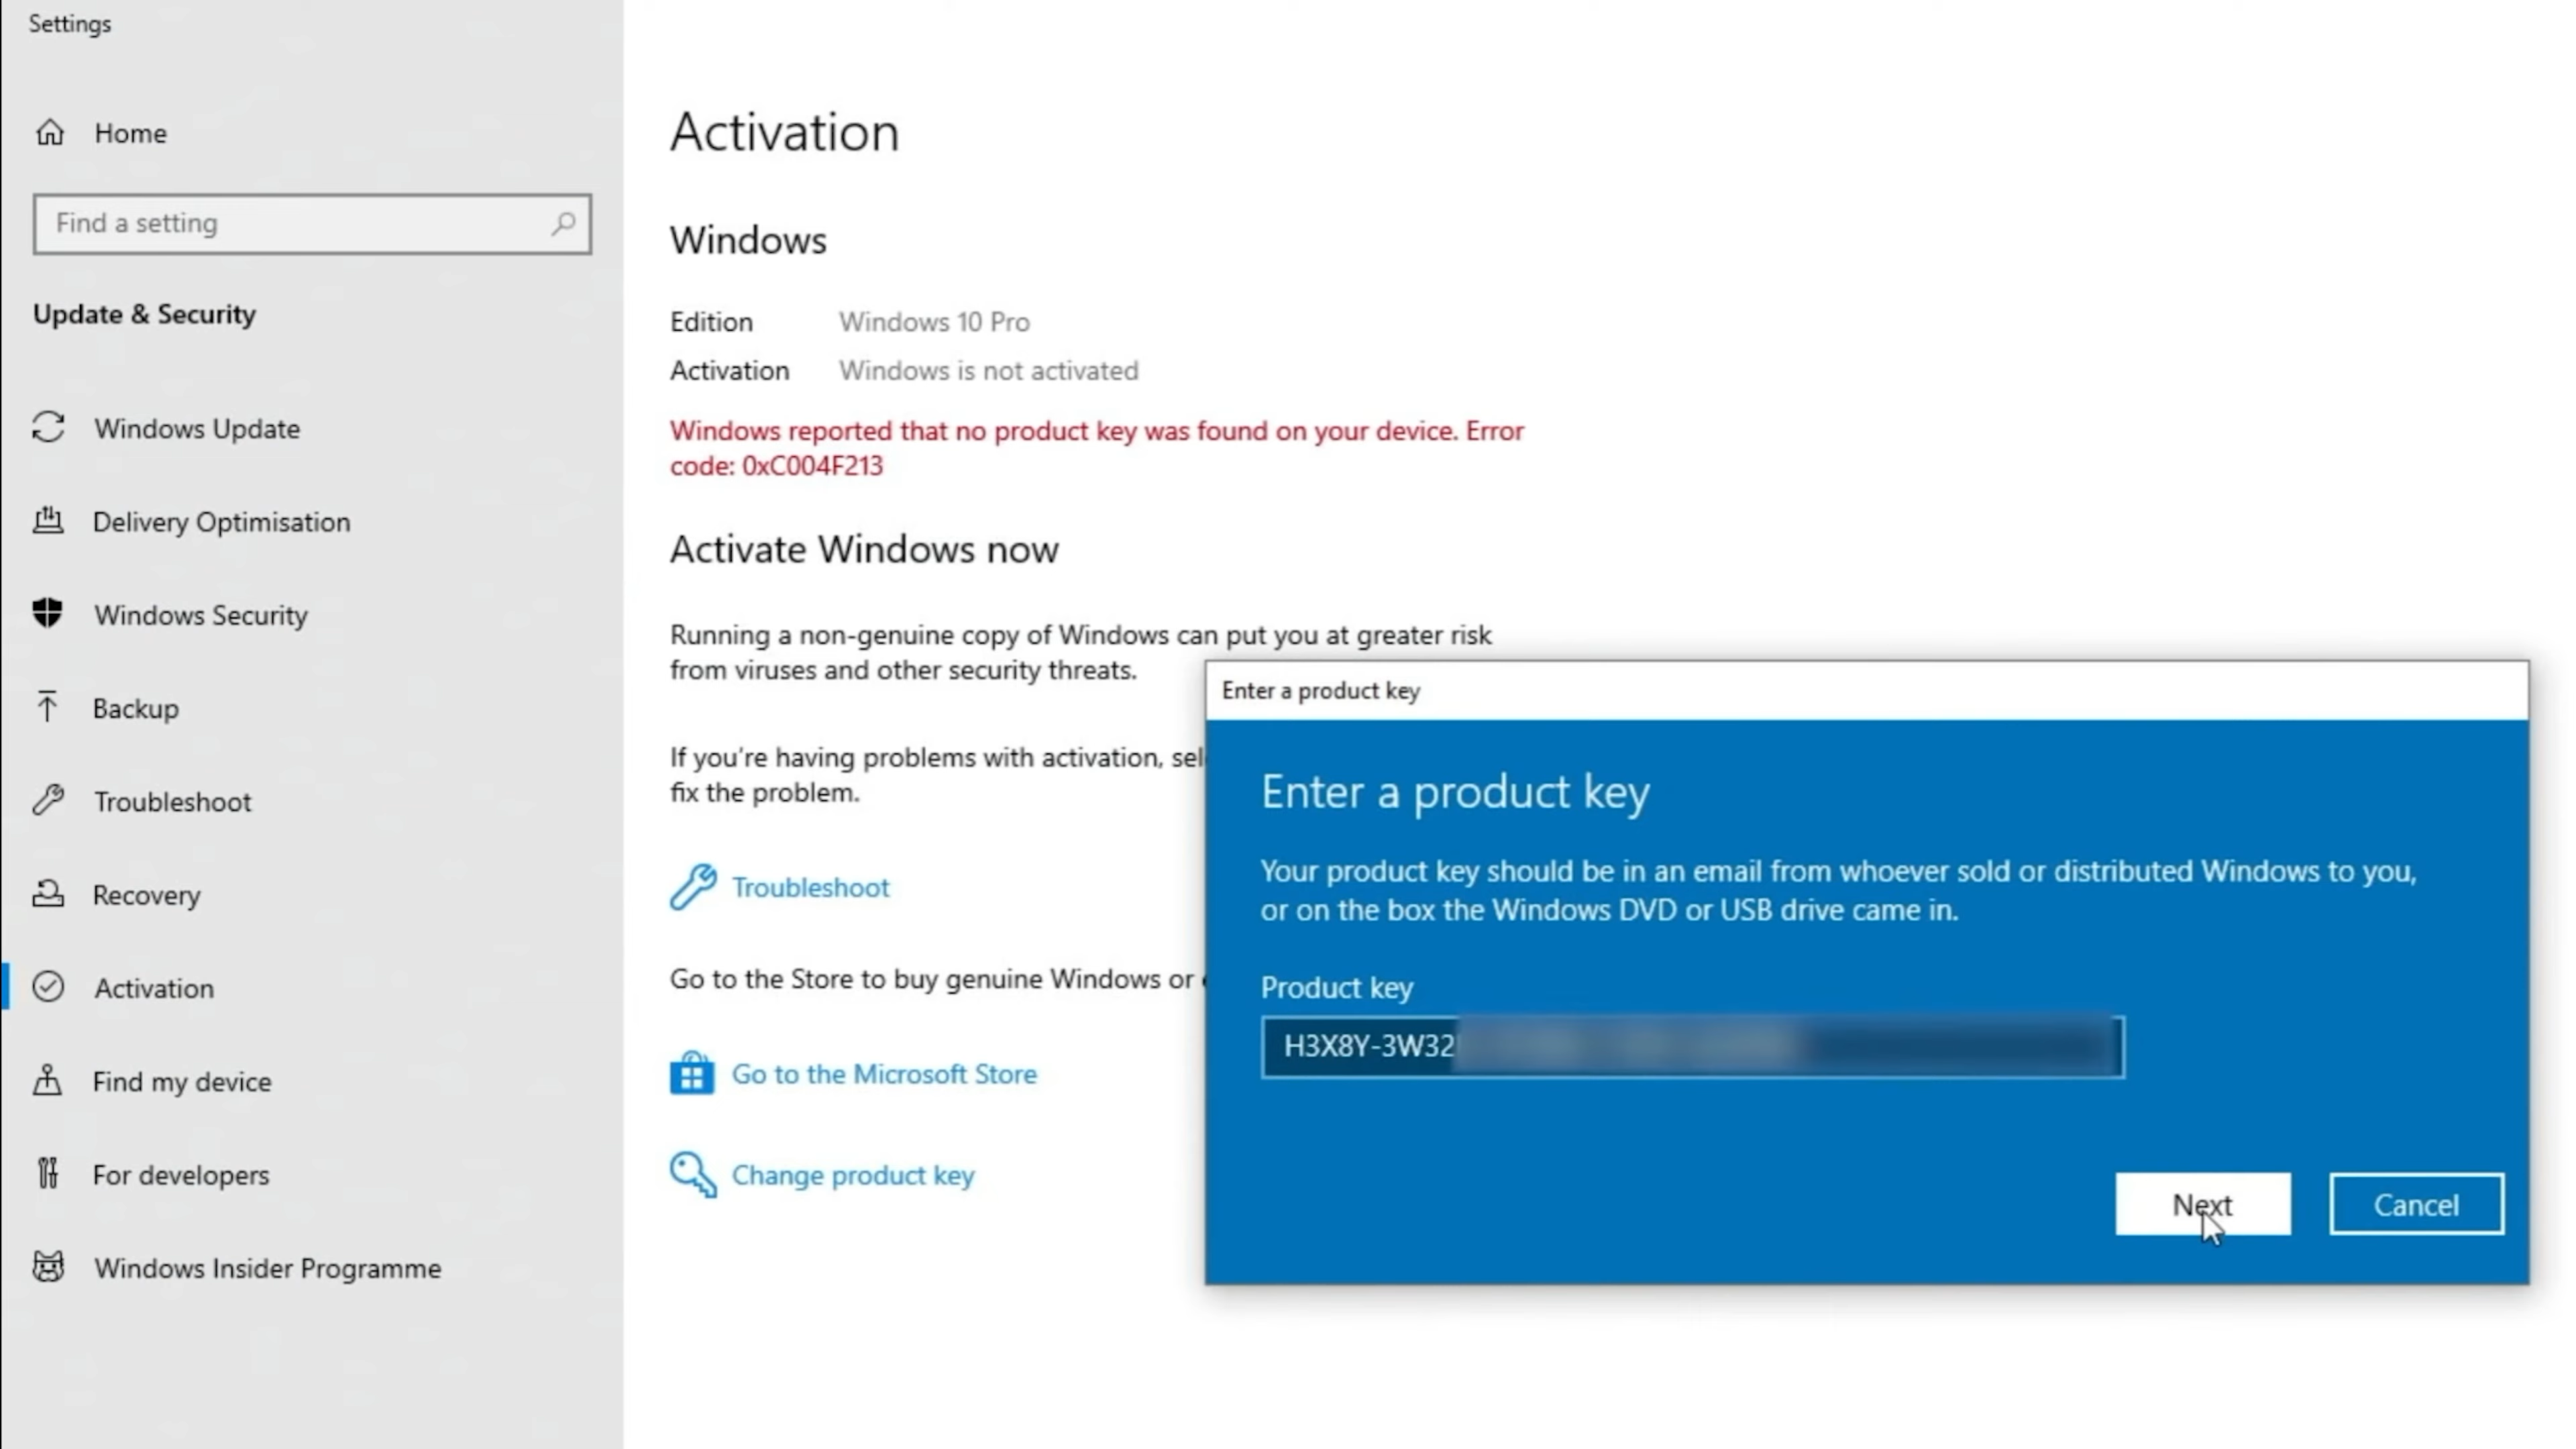 Settings
Home
Find a setting
Update & Security
Windows Update
Delivery Optimisation
Windows Security
Backup
Troubleshoot
Recovery
Activation
Find my device
For developers
Windows Insider Programme
Activation
Windows
Edition Windows 10 Pro
Activation Windows is not activated
Windows reported that no product key was found on your device. Error
code: 0xC004F213
Activate Windows now
Running a non-genuine copy of Windows can put you at greater risk
from viruses and other security threats.
If you're having problems with activation,
fix the problem.
Troubleshoot
Go to the Store to buy genuine Windows or
Go to the Microsoft Store
Change product key
Enter a product key
Enter a product key
Your product key should be in an email from whoever sold or distributed Windows to you,
or on the box the Windows DVD or USB drive came in.
Product key
H3X8Y-3W32
Next
Cancel